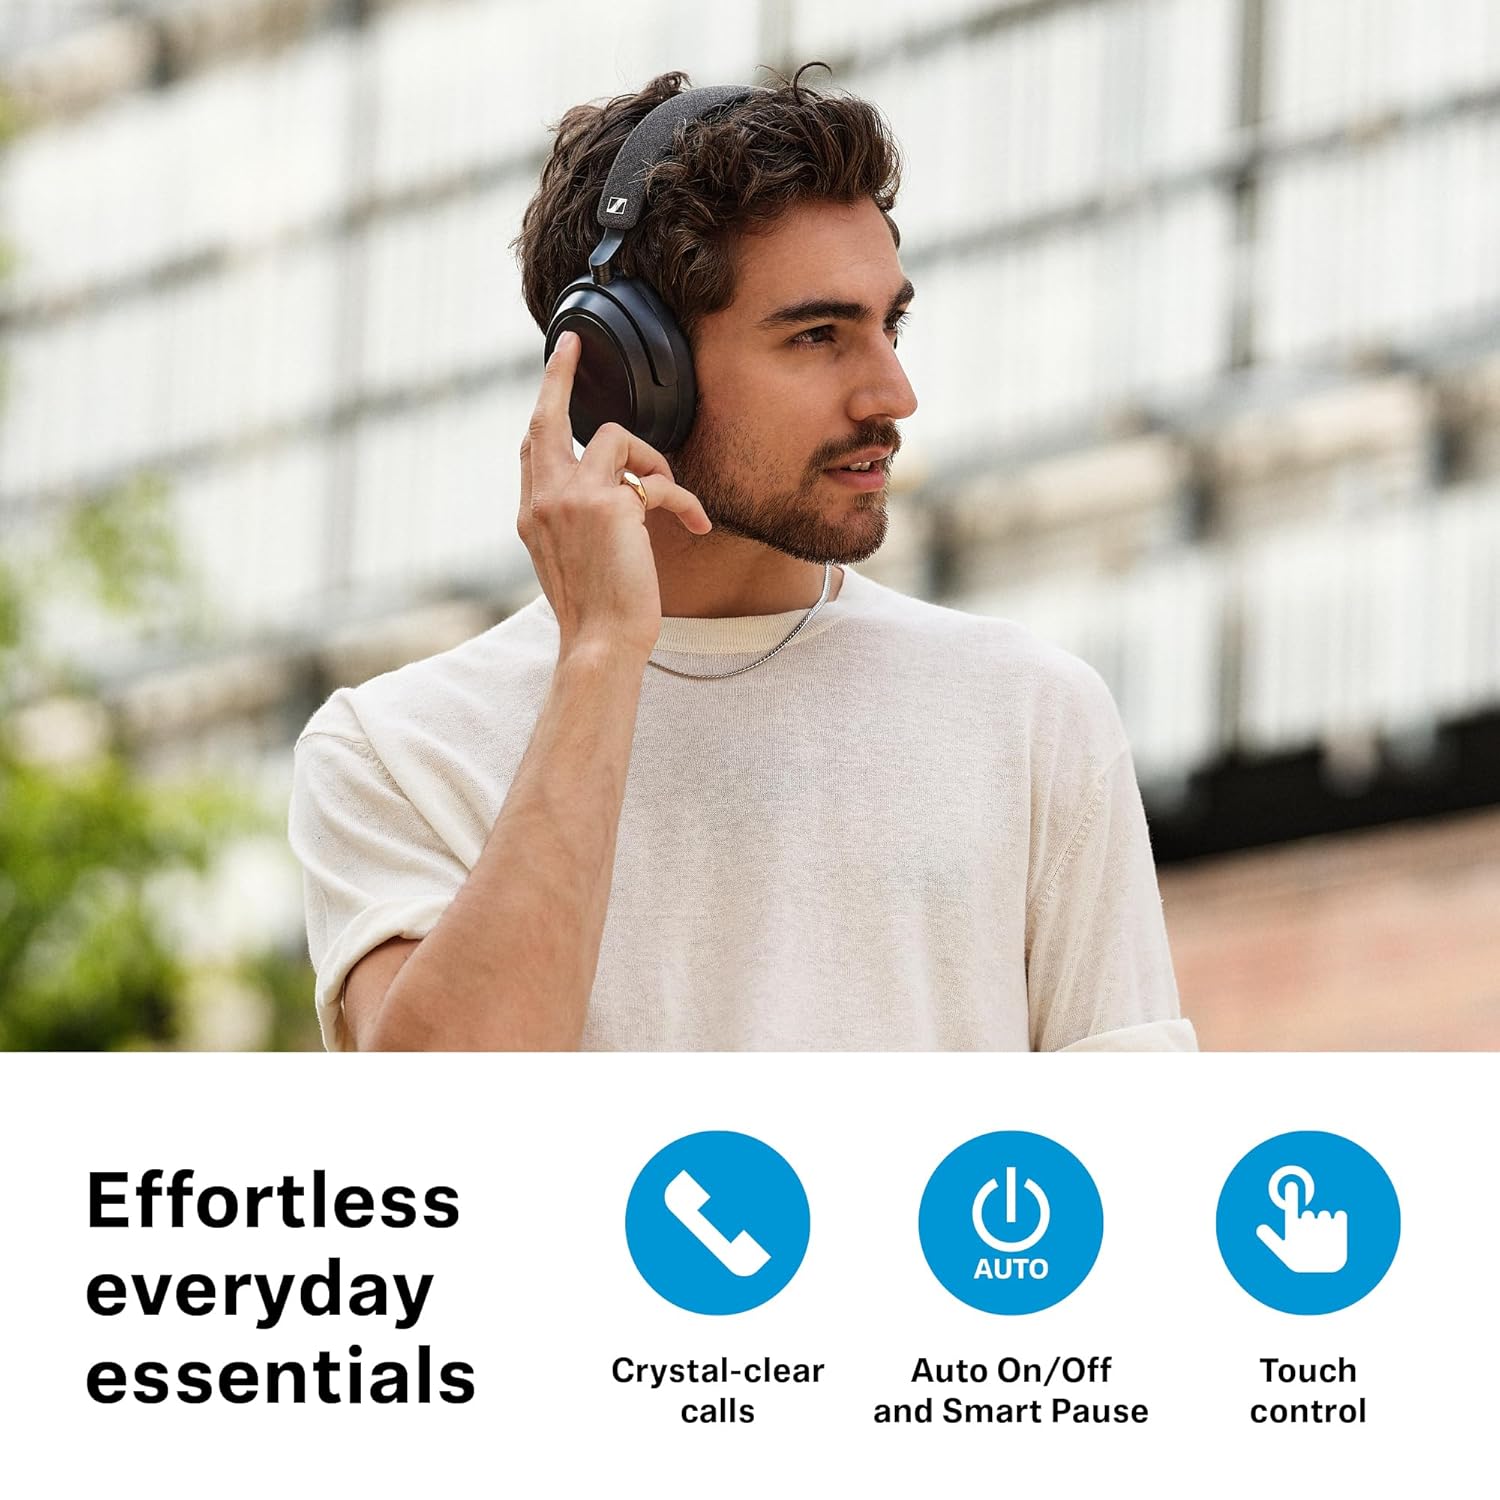 Effortless
everyday
essentials
AUTO
Crystal-clear
calls
Auto On/Off
and Smart Pause
Touch
control